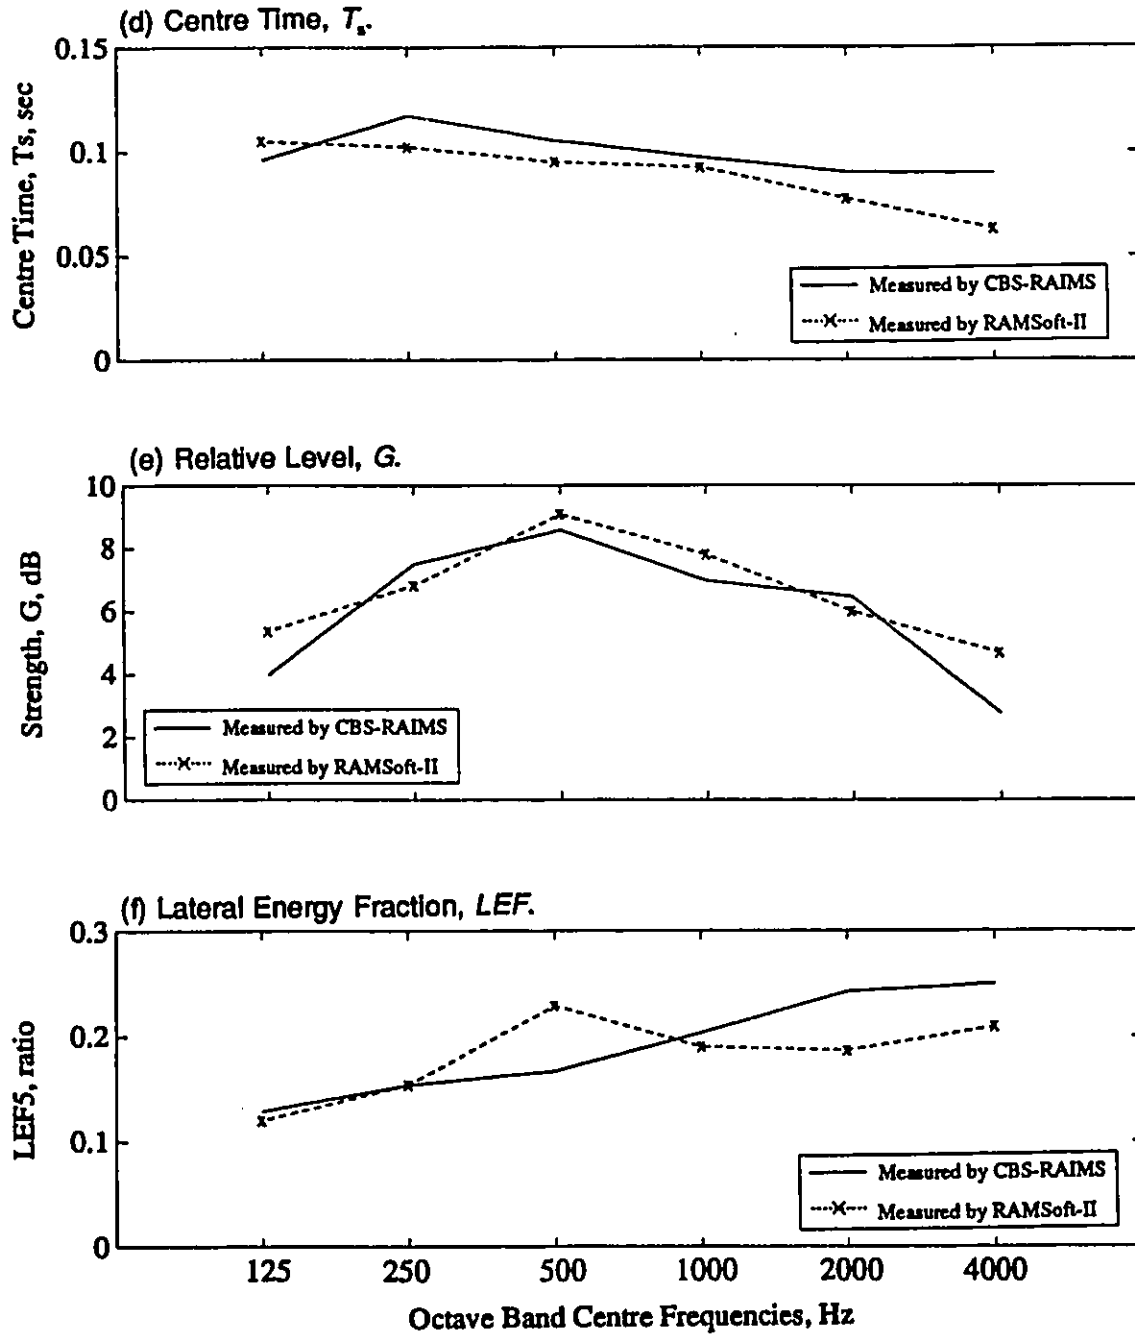 (d) Centre Time, Ts.
0.15
0.1
0.05
0
Centre Time, Ts, sec
Measured by CBS-RAIMS
Measured by RAMSoft-II
(e) Relative Level, G.
10
8
6
4
2
0
Strength, G, dB
Measured by CBS-RAIMS
Measured by RAMSoft-II
(f) Lateral Energy Fraction, LEF.
0.3
0.2
0.1
0
LEF5, ratio
Measured by CBS-RAIMS
Measured by RAMSoft-II
125 250 500 1000 2000 4000
Octave Band Centre Frequencies, Hz